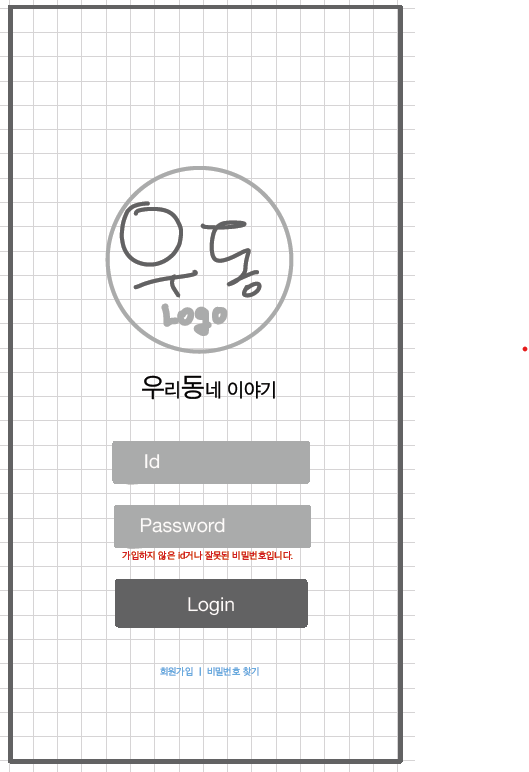 우동
Logo
우리동네 이야기
Id
Password
가입하지 않은 id거나 잘못된 비밀번호입니다.
Login
회원가입 | 비밀번호 찾기